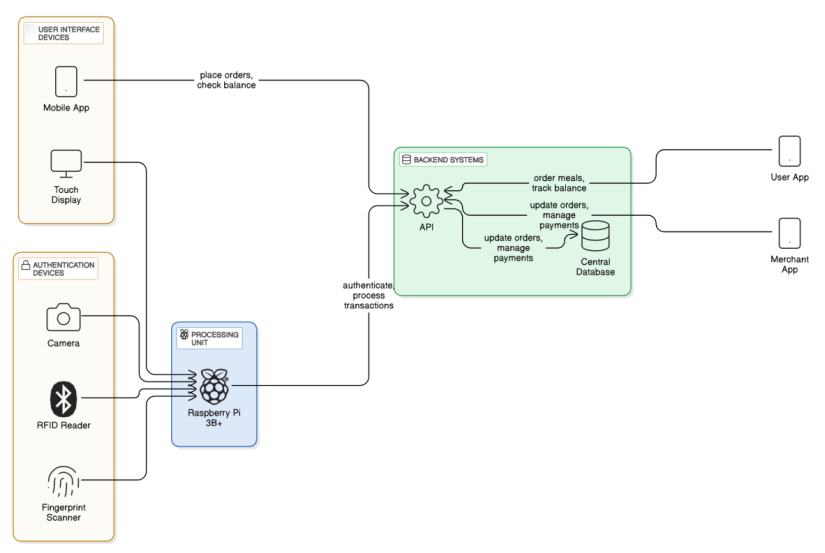 USER INTERFACE
DEVICES
Mobile App
place orders,
check balance
Touch
Display
BACKEND SYSTEMS
API
order meals,
track balance
update orders,
manage
payments
update orders,
manage
payments
Central
Database
User App
Merchant
App
AUTHENTICATION
DEVICES
Camera
RFID Reader
Fingerprint
Scanner
authenticate,
process
transactions
PROCESSING
UNIT
Raspberry Pi
3B+